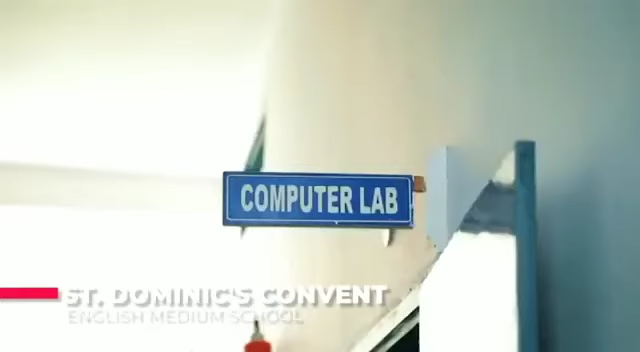 COMPUTER LAB
ST. DOMINIC'S CONVENT
ENGLISH MEDIUM SCHOOL